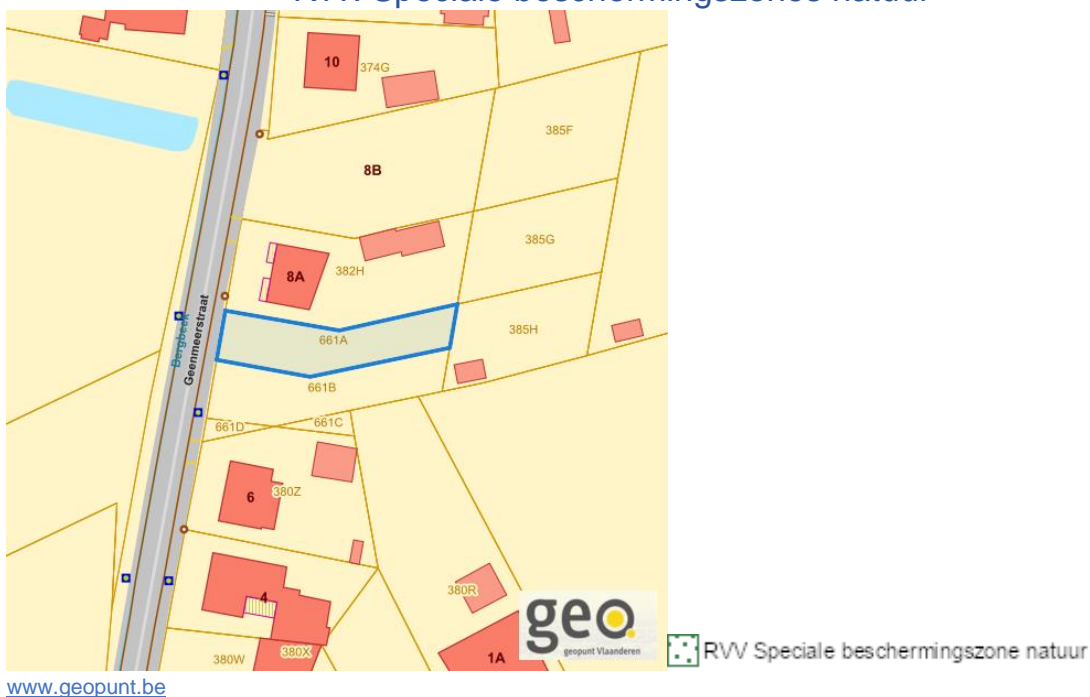 RVV Speciale beschermingszones natuur
10
374G
385F
8B
385G
382H
8A
Bergbeek
Geenmeerstraat
661A
385H
661B
661D
661C
6
380Z
4
380R
380W
380X
1A
geo
geopunt Vlaanderen
RVV Speciale beschermingszone natuur
www.geopunt.be